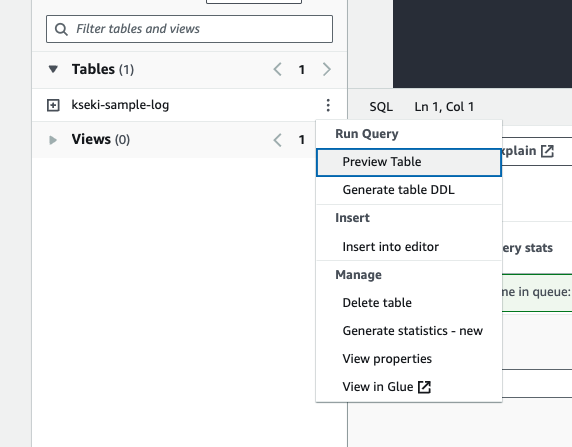 Filter tables and views
Tables (1)
1
kseki-sample-log
SQL Ln 1, Col 1
Views (0)
1
Run Query
Preview Table
xplain
Generate table DDL
Insert
Insert into editor
ery stats
Manage
ne in queue:
Delete table
Generate statistics - new
View properties
View in Glue